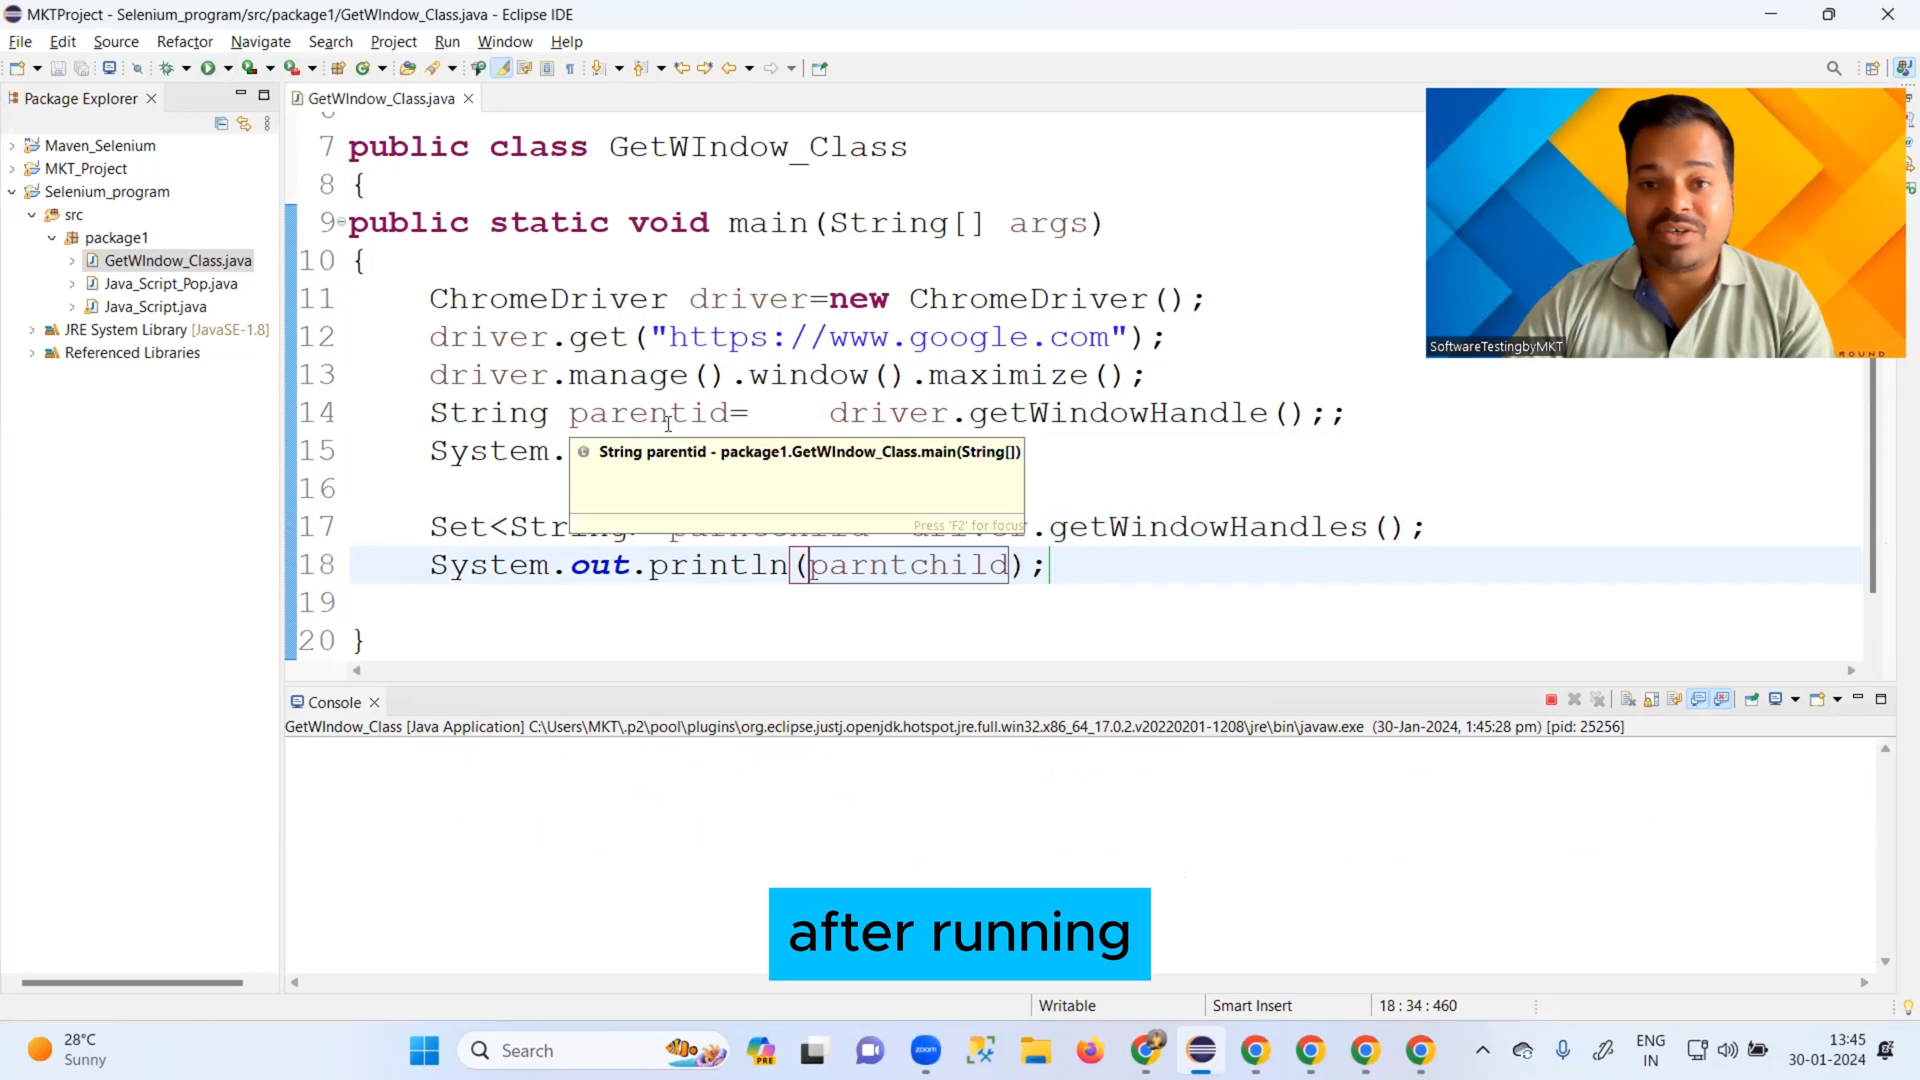 MKTProject - Selenium_program/src/package1/GetWIndow_Class.java - Eclipse IDE
File Edit Source Refactor Navigate Search Project Run Window Help
Package Explorer
GetWIndow_Class.java
Maven_Selenium
MKT_Project
Selenium_program
src
package1
GetWIndow_Class.java
Java_Script_Pop.java
Java_Script.java
JRE System Library [JavaSE-1.8]
Referenced Libraries
7 public class GetWIndow_Class
8 {
9 public static void main(String[] args)
10 {
11 ChromeDriver driver=new ChromeDriver();
12 driver.get("https://www.google.com");
13 driver.manage().window().maximize();
14 String parentid= driver.getWindowHandle();;
15 System.
String parentid - package1.GetWIndow_Class.main(String[])
16
Press 'F2' for focus
17 Set<String> parntchild driver.getWindowHandles();
18 System.out.println(parntchild);
19
20 }
SoftwareTestingbyMKT
ROUND
Console
GetWIndow_Class [Java Application] C:\Users\MKT\.p2\pool\plugins\org.eclipse.justj.openjdk.hotspot.jre.full.win32.x86_64_17.0.2.v20220201-1208\jre\bin\javaw.exe (30-Jan-2024, 1:45:28 pm) [pid: 25256]
after running
Writable Smart Insert 18 : 34 : 460
28°C
Sunny
Search
PRE
zoom
ENG
IN
13:45
30-01-2024